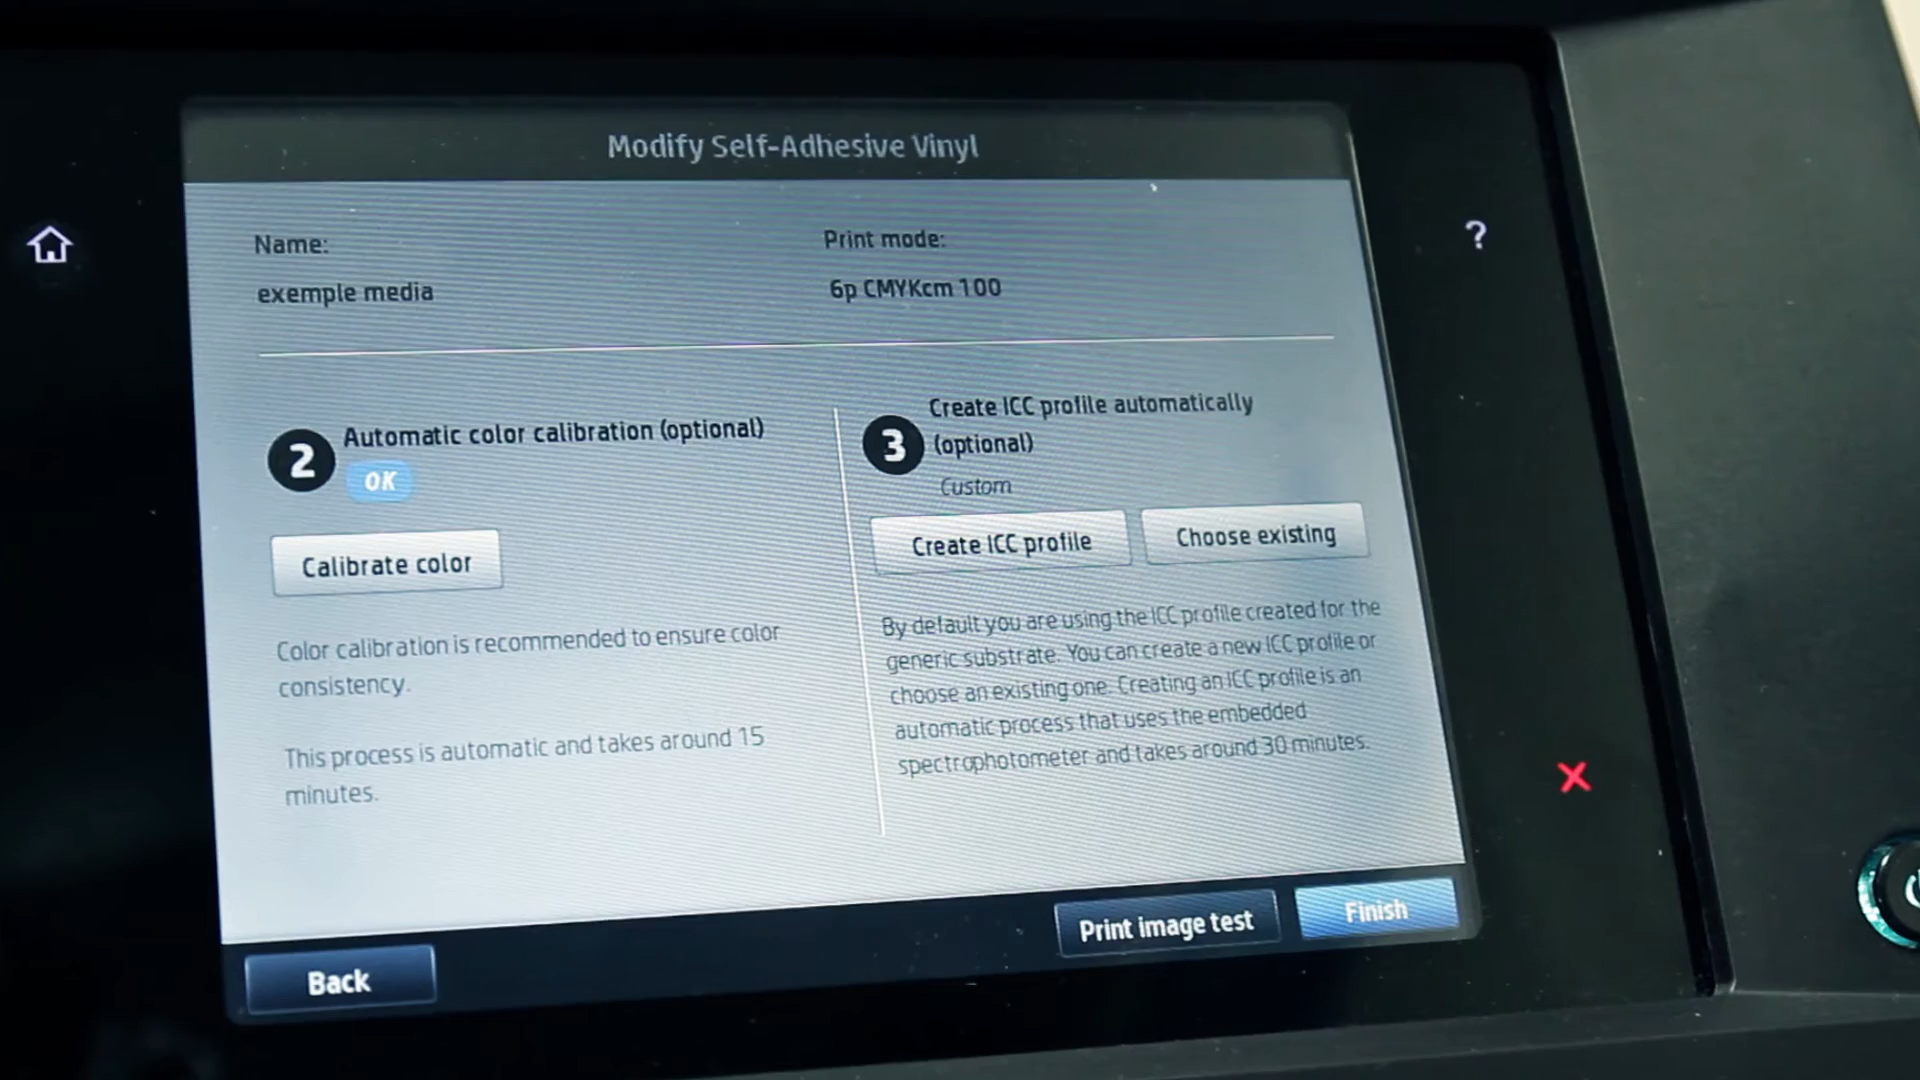 Modify Self-Adhesive Vinyl
Name:
exemple media
Print mode:
6p CMYKcm 100
2
Automatic color calibration (optional)
OK
Calibrate color
Color calibration is recommended to ensure color
consistency.
This process is automatic and takes around 15
minutes.
3
Create ICC profile automatically
(optional)
Custom
Create ICC profile
Choose existing
By default you are using the ICC profile created for the
generic substrate. You can create a new ICC profile or
choose an existing one. Creating an ICC profile is an
automatic process that uses the embedded
spectrophotometer and takes around 30 minutes.
Back
Print image test
Finish
?